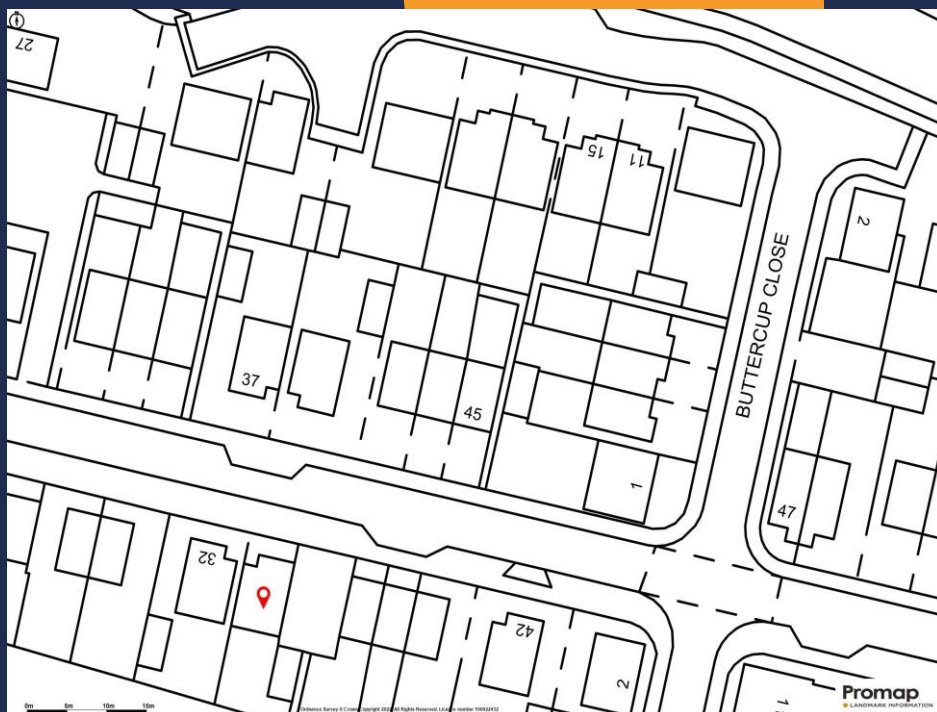 27
15
11
2
BUTTERCUP CLOSE
37
45
1
47
32
42
2
0m 5m 10m 15m
Ordnance Survey © Crown Copyright 2023. All Rights Reserved. Licence number 100022432
Promap
LANDMARK INFORMATION